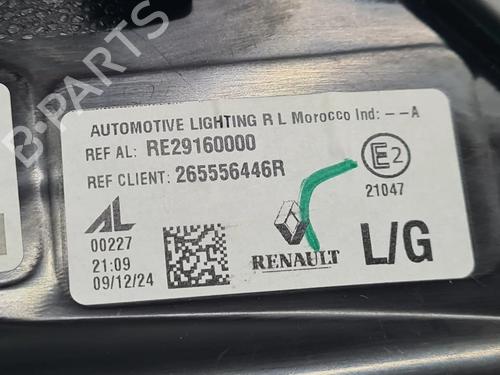 B-PARTS
AUTOMOTIVE LIGHTING R L Morocco Ind: --A
REF AL: RE29160000
REF CLIENT: 265556446R
E2
21047
AL
00227
21:09
09/12/24
RENAULT
L/G